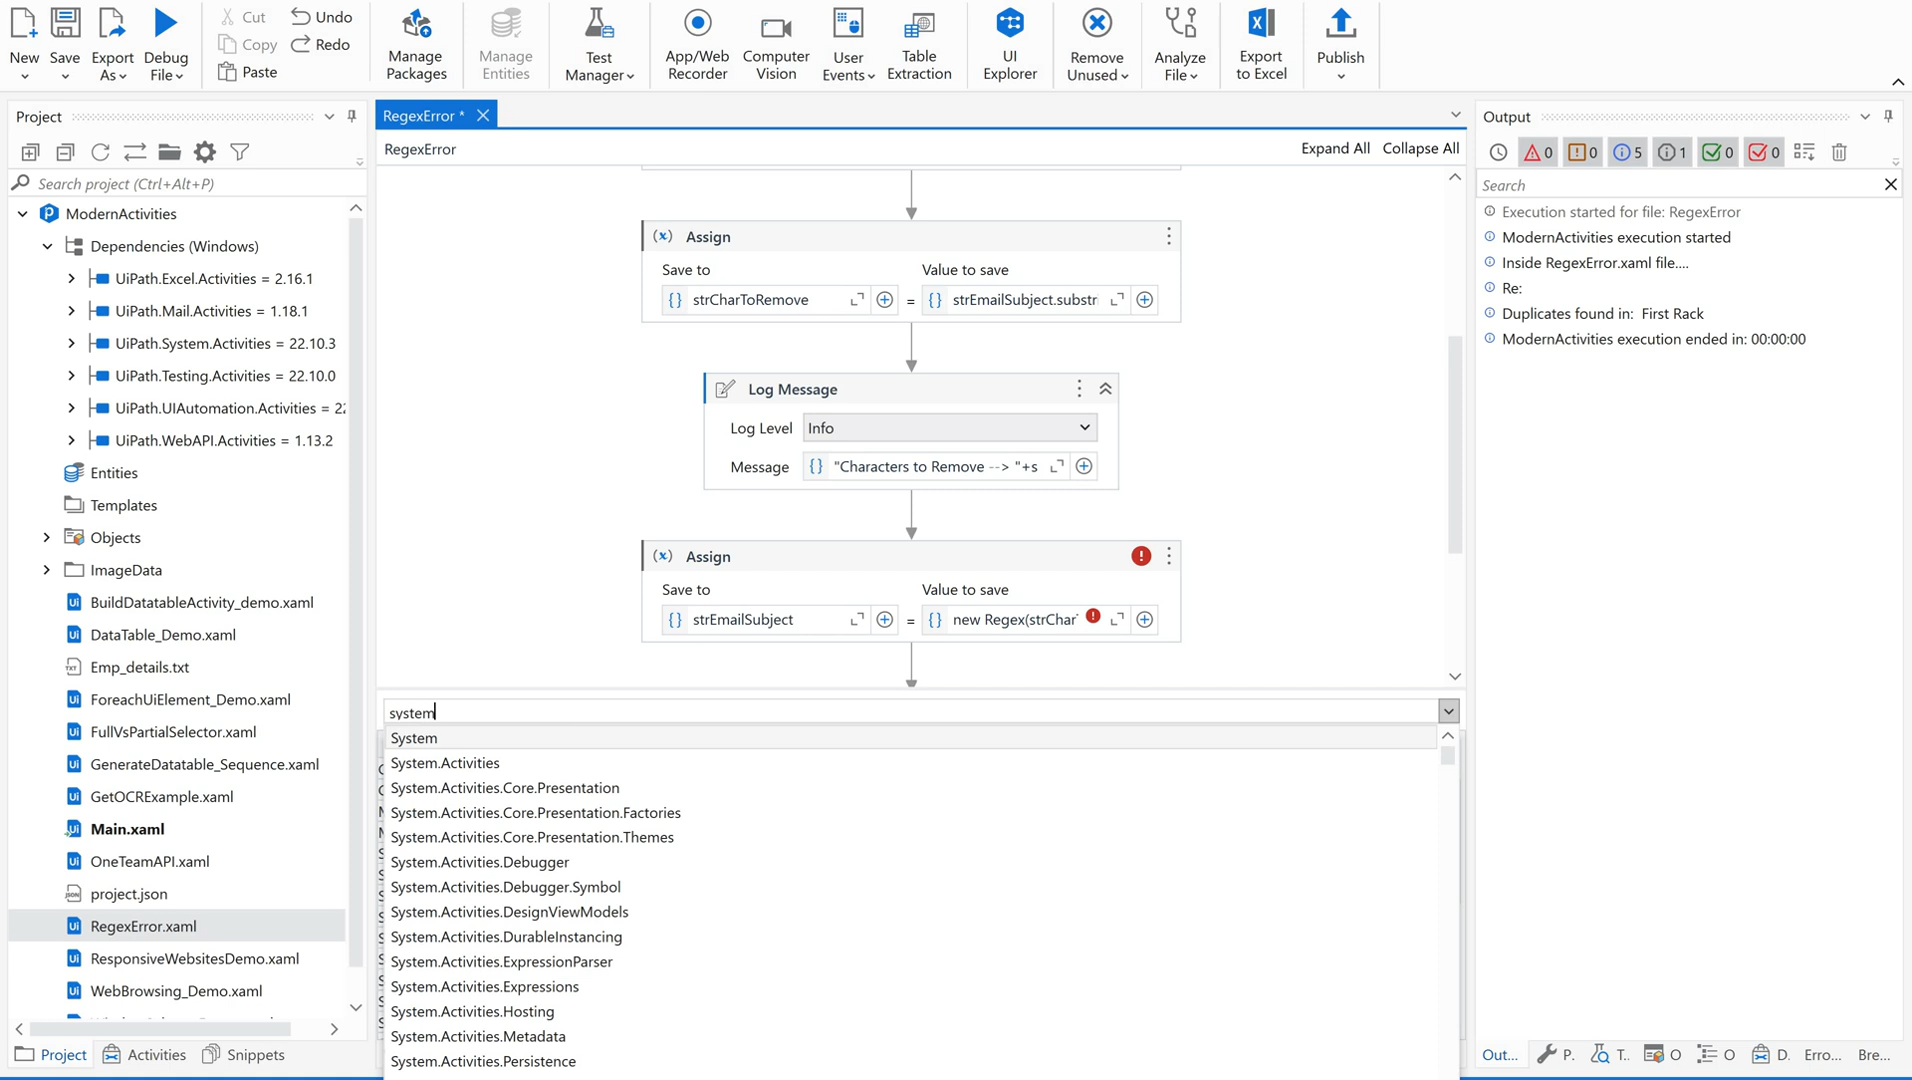 New
Save
Export
As
Debug
File
Cut
Copy
Paste
Undo
Redo
Manage
Packages
Manage
Entities
Test
Manager
App/Web
Recorder
Computer
Vision
User
Events
Table
Extraction
UI
Explorer
Remove
Unused
Analyze
File
Export
to Excel
Publish
Project
Search project (Ctrl+Alt+P)
ModernActivities
Dependencies (Windows)
UiPath.Excel.Activities = 2.16.1
UiPath.Mail.Activities = 1.18.1
UiPath.System.Activities = 22.10.3
UiPath.Testing.Activities = 22.10.0
UiPath.UIAutomation.Activities = 22
UiPath.WebAPI.Activities = 1.13.2
Entities
Templates
Objects
ImageData
BuildDatatableActivity_demo.xaml
DataTable_Demo.xaml
Emp_details.txt
ForeachUiElement_Demo.xaml
FullVsPartialSelector.xaml
GenerateDatatable_Sequence.xaml
GetOCRExample.xaml
Main.xaml
OneTeamAPI.xaml
project.json
RegexError.xaml
ResponsiveWebsitesDemo.xaml
WebBrowsing_Demo.xaml
Project
Activities
Snippets
RegexError *
RegexError
Expand All Collapse All
Assign
Save to
Value to save
strCharToRemove
=
strEmailSubject.substri
Log Message
Log Level
Info
Message
"Characters to Remove --> "+s
Assign
Save to
Value to save
strEmailSubject
=
new Regex(strChar
system
System
System.Activities
System.Activities.Core.Presentation
System.Activities.Core.Presentation.Factories
System.Activities.Core.Presentation.Themes
System.Activities.Debugger
System.Activities.Debugger.Symbol
System.Activities.DesignViewModels
System.Activities.DurableInstancing
System.Activities.ExpressionParser
System.Activities.Expressions
System.Activities.Hosting
System.Activities.Metadata
System.Activities.Persistence
Output
0 0 5 1 0 0
Search
Execution started for file: RegexError
ModernActivities execution started
Inside RegexError.xaml file....
Re:
Duplicates found in: First Rack
ModernActivities execution ended in: 00:00:00
Out... P. T.. O O D. Erro... Bre...